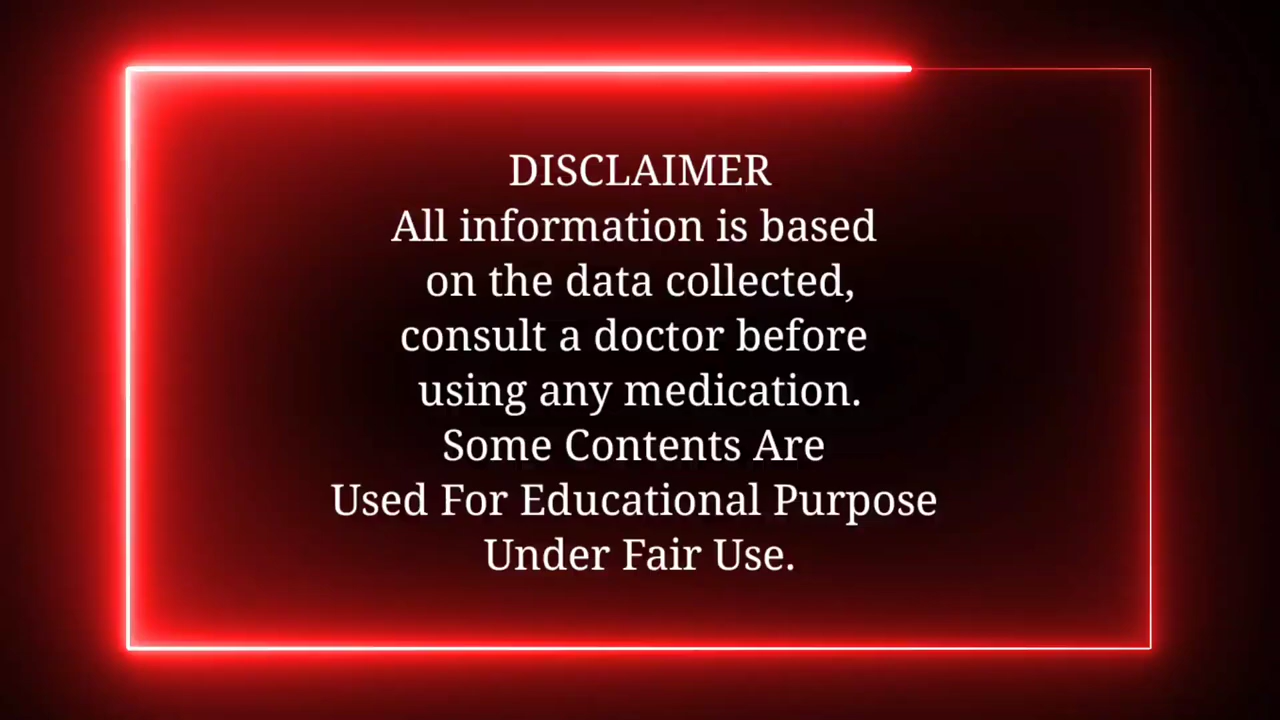 DISCLAIMER
All information is based
on the data collected,
consult a doctor before
using any medication.
Some Contents Are
Used For Educational Purpose
Under Fair Use.